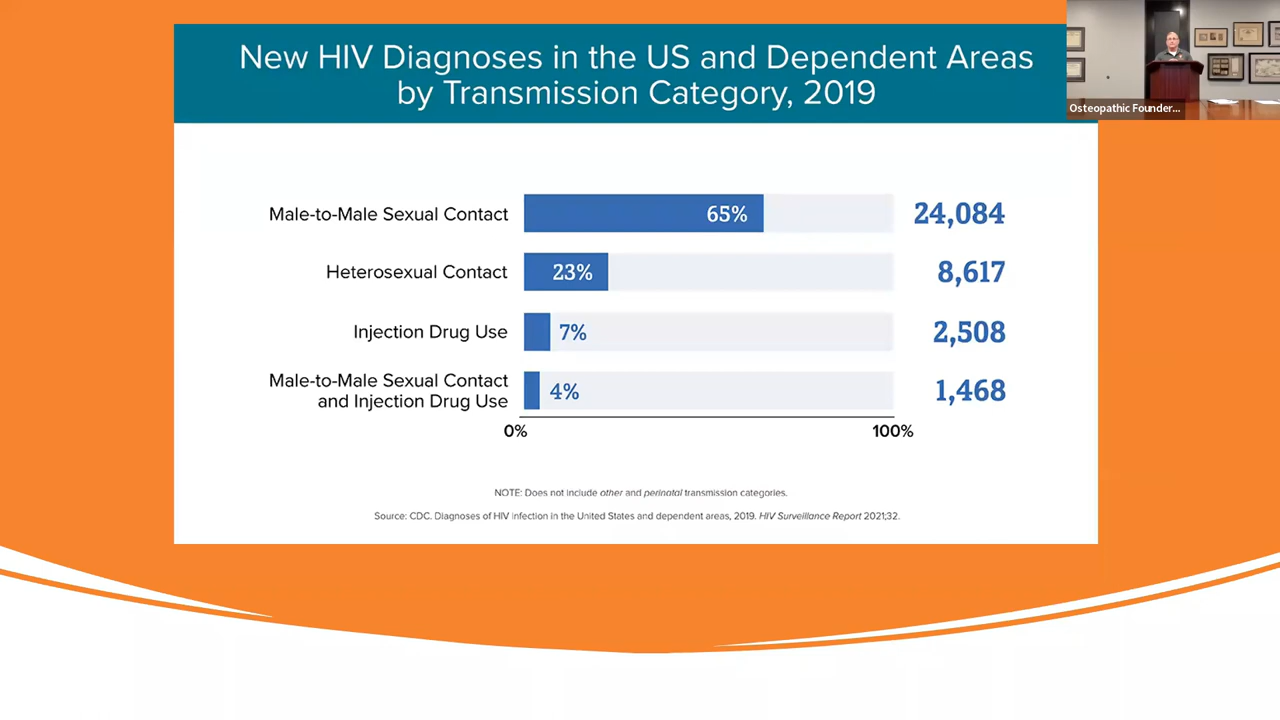 New HIV Diagnoses in the US and Dependent Areas
by Transmission Category, 2019
Osteopathic Founder...
Male-to-Male Sexual Contact 65% 24,084
Heterosexual Contact 23% 8,617
Injection Drug Use 7% 2,508
Male-to-Male Sexual Contact
and Injection Drug Use 4% 1,468
0% 100%
NOTE: Does not include other and perinatal transmission categories.
Source: CDC. Diagnoses of HIV infection in the United States and dependent areas, 2019. HIV Surveillance Report 2021;32.